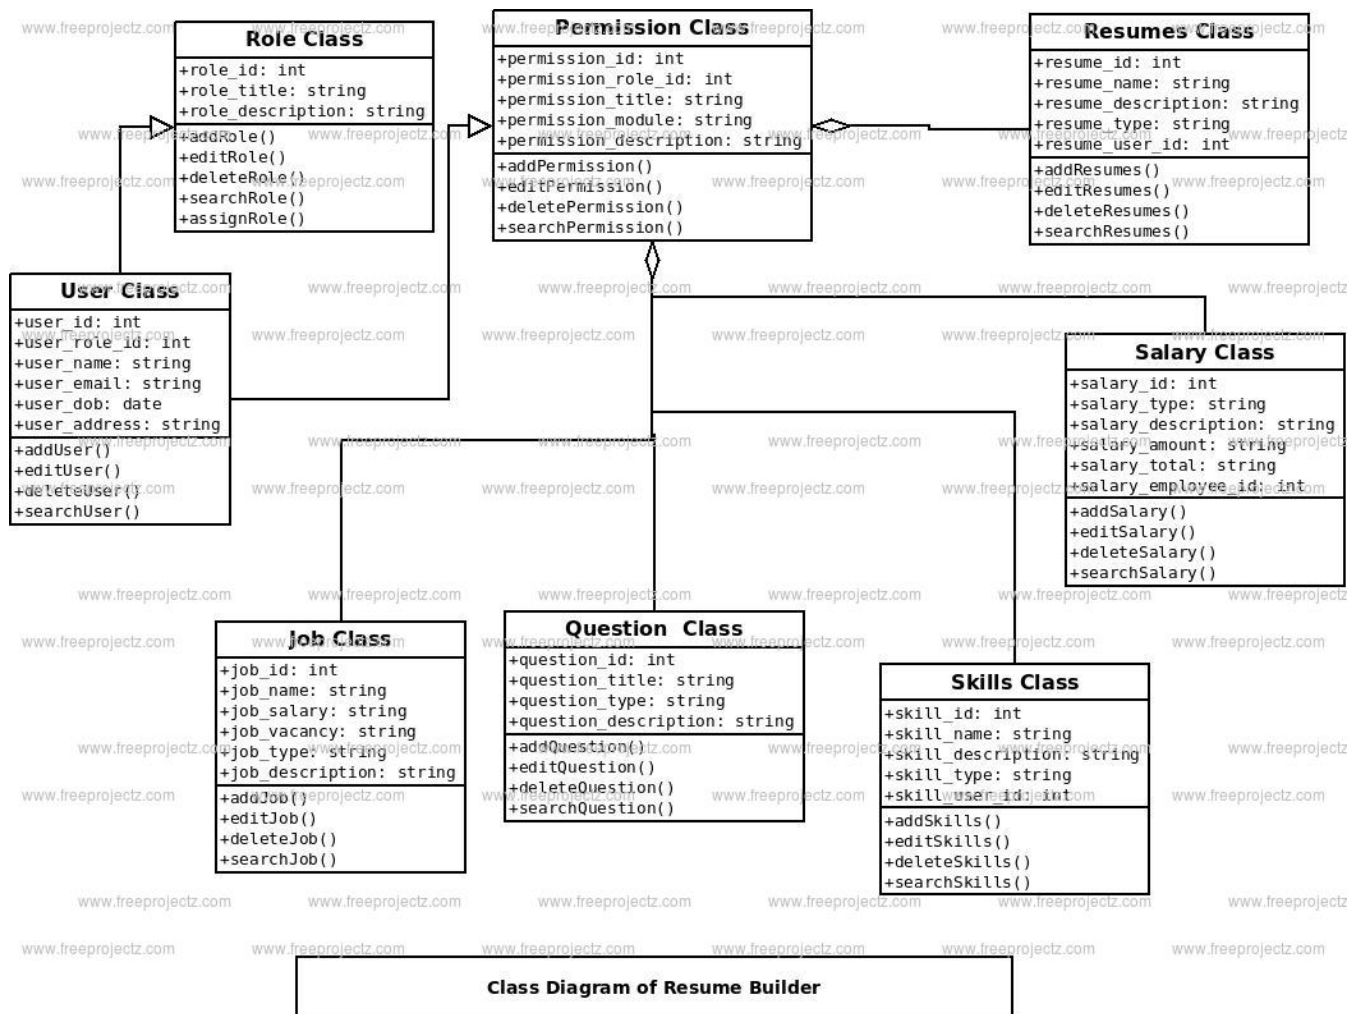 Role Class
+role_id: int
+role_title: string
+role_description: string
+addRole()
+editRole()
+deleteRole()
+searchRole()
+assignRole()
Permission Class
+permission_id: int
+permission_role_id: int
+permission_title: string
+permission_module: string
+permission_description: string
+addPermission()
+editPermission()
+deletePermission()
+searchPermission()
Resumes Class
+resume_id: int
+resume_name: string
+resume_description: string
+resume_type: string
+resume_user_id: int
+addResumes()
+editResumes()
+deleteResumes()
+searchResumes()
User Class
+user_id: int
+user_role_id: int
+user_name: string
+user_email: string
+user_dob: date
+user_address: string
+addUser()
+editUser()
+deleteUser()
+searchUser()
Salary Class
+salary_id: int
+salary_type: string
+salary_description: string
+salary_amount: string
+salary_total: string
+salary_employee_id: int
+addSalary()
+editSalary()
+deleteSalary()
+searchSalary()
Job Class
+job_id: int
+job_name: string
+job_salary: string
+job_vacancy: string
+job_type: string
+job_description: string
+addJob()
+editJob()
+deleteJob()
+searchJob()
Question Class
+question_id: int
+question_title: string
+question_type: string
+question_description: string
+addQuestion()
+editQuestion()
+deleteQuestion()
+searchQuestion()
Skills Class
+skill_id: int
+skill_name: string
+skill_description: string
+skill_type: string
+skill_user_id: int
+addSkills()
+editSkills()
+deleteSkills()
+searchSkills()
Class Diagram of Resume Builder
www.freeprojectz.com